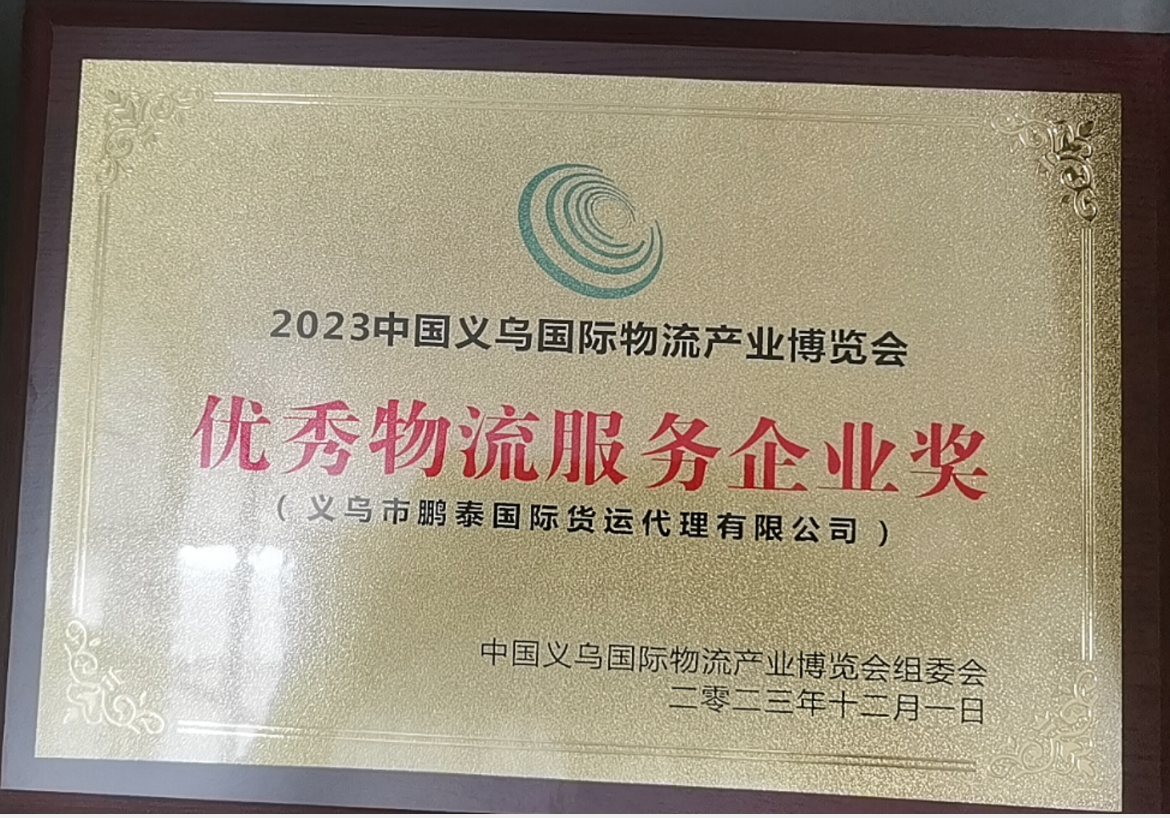 2023中国义乌国际物流产业博览会
优秀物流服务企业奖
（义乌市鹏泰国际货运代理有限公司）
中国义乌国际物流产业博览会组委会
二零二三年十二月一日